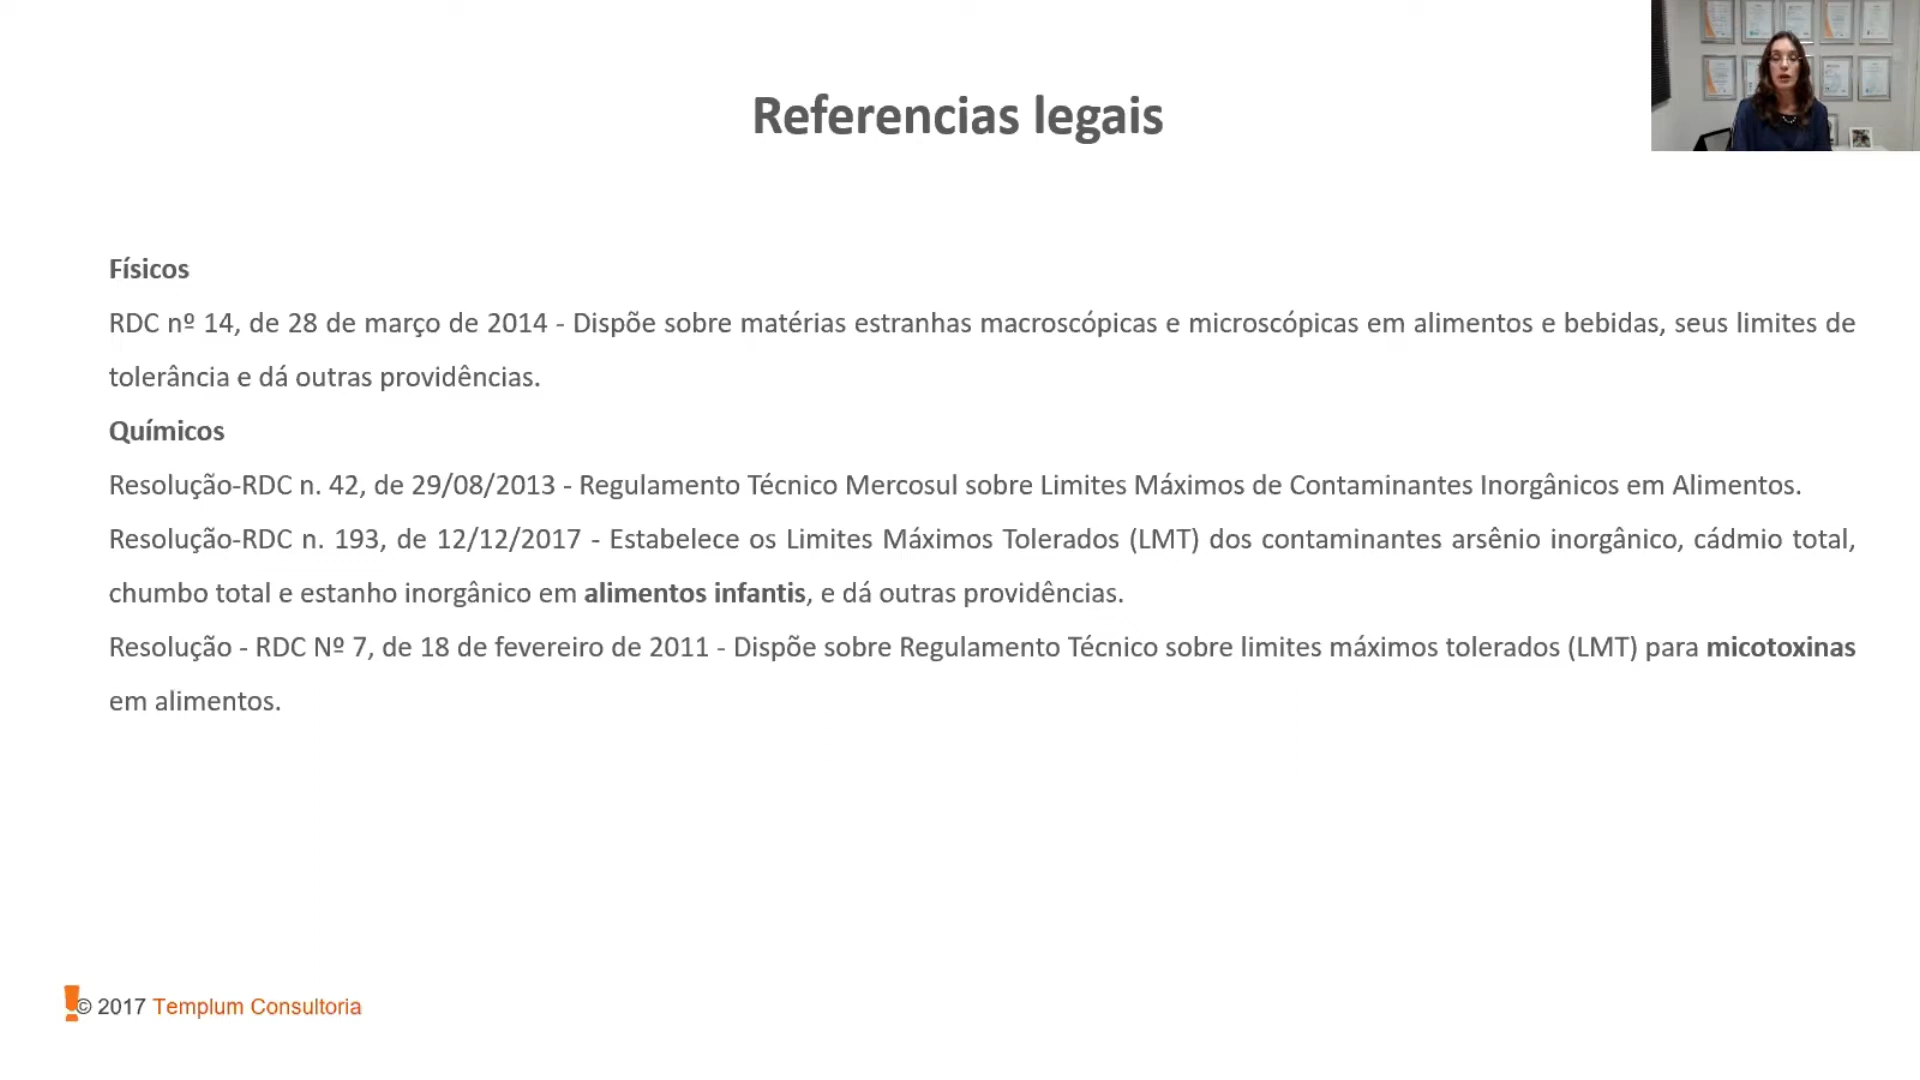 Referencias legais
Físicos
RDC nº 14, de 28 de março de 2014 - Dispõe sobre matérias estranhas macroscópicas e microscópicas em alimentos e bebidas, seus limites de
tolerância e dá outras providências.
Químicos
Resolução-RDC n. 42, de 29/08/2013 - Regulamento Técnico Mercosul sobre Limites Máximos de Contaminantes Inorgânicos em Alimentos.
Resolução-RDC n. 193, de 12/12/2017 - Estabelece os Limites Máximos Tolerados (LMT) dos contaminantes arsênio inorgânico, cádmio total,
chumbo total e estanho inorgânico em alimentos infantis, e dá outras providências.
Resolução - RDC Nº 7, de 18 de fevereiro de 2011 - Dispõe sobre Regulamento Técnico sobre limites máximos tolerados (LMT) para micotoxinas
em alimentos.
© 2017 Templum Consultoria